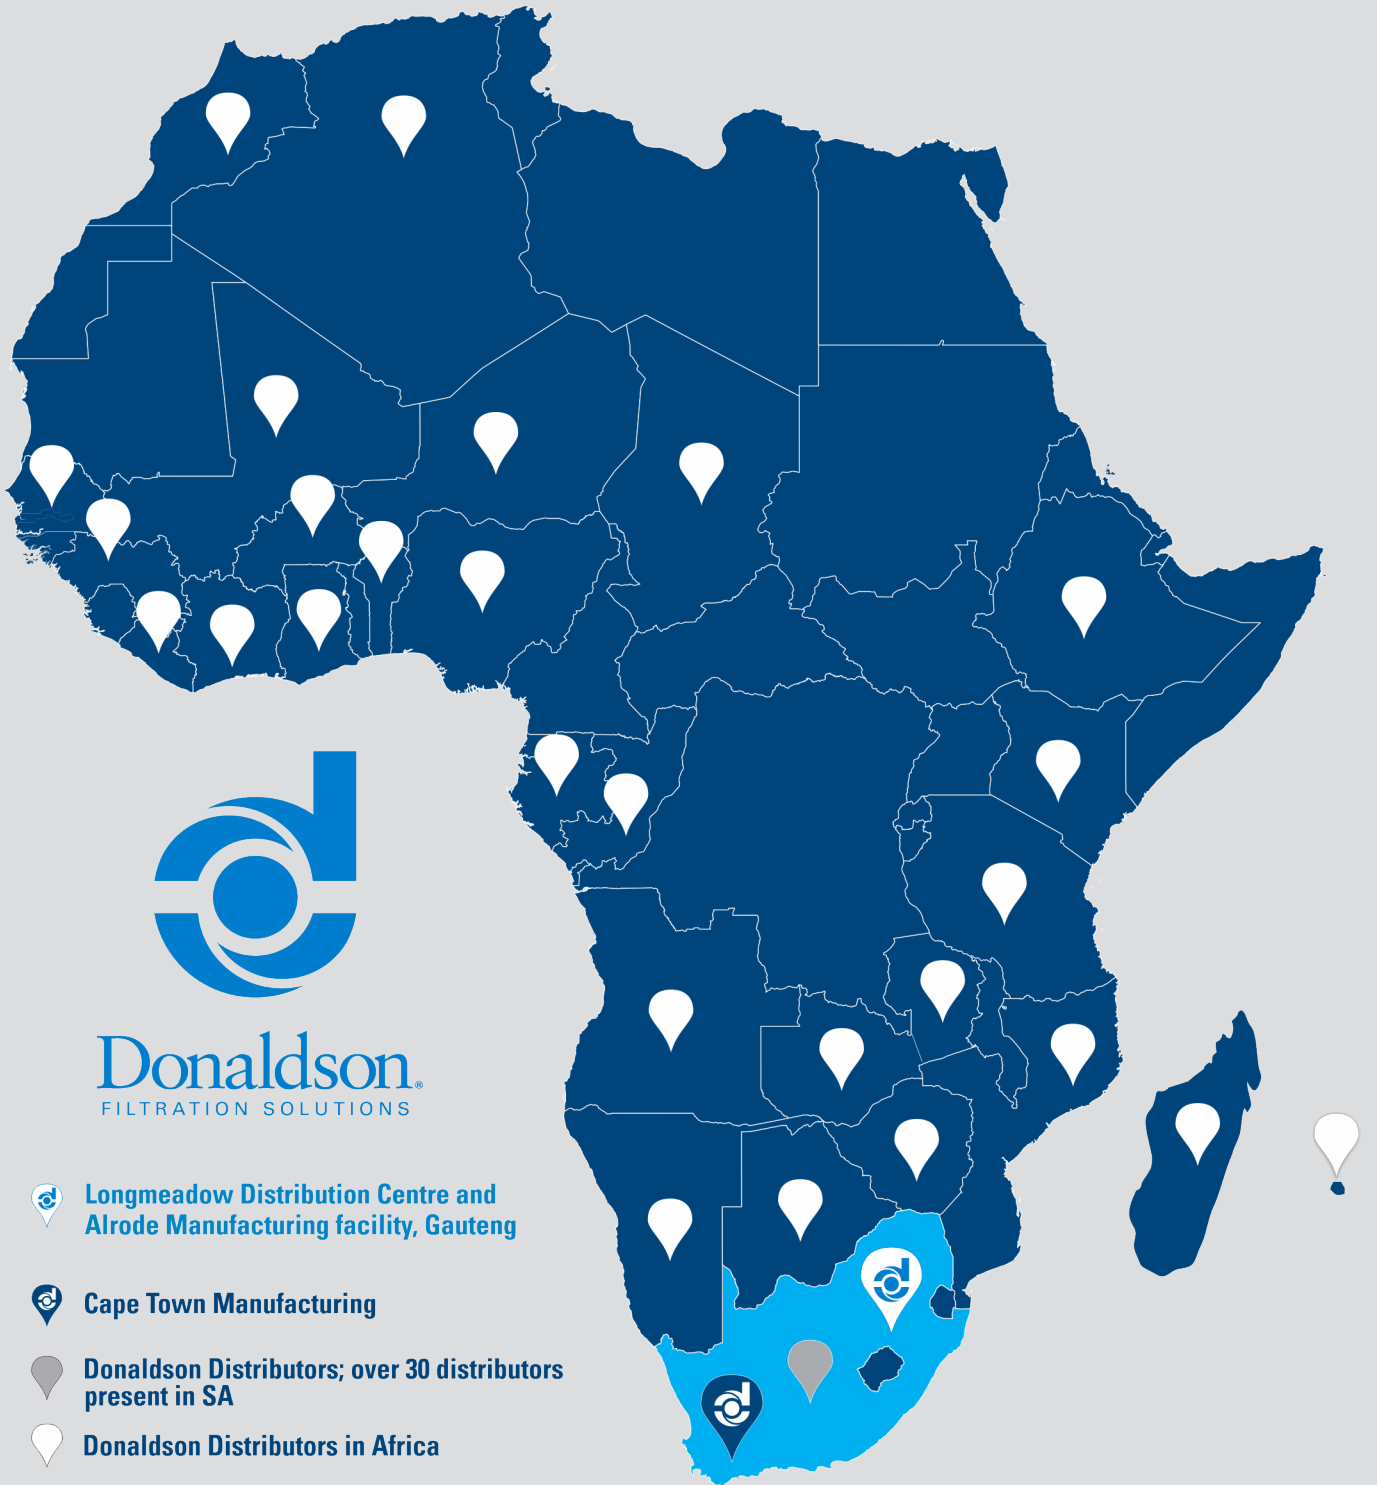 Donaldson®
FILTRATION SOLUTIONS
Longmeadow Distribution Centre and
Alrode Manufacturing facility, Gauteng
Cape Town Manufacturing
Donaldson Distributors; over 30 distributors
present in SA
Donaldson Distributors in Africa